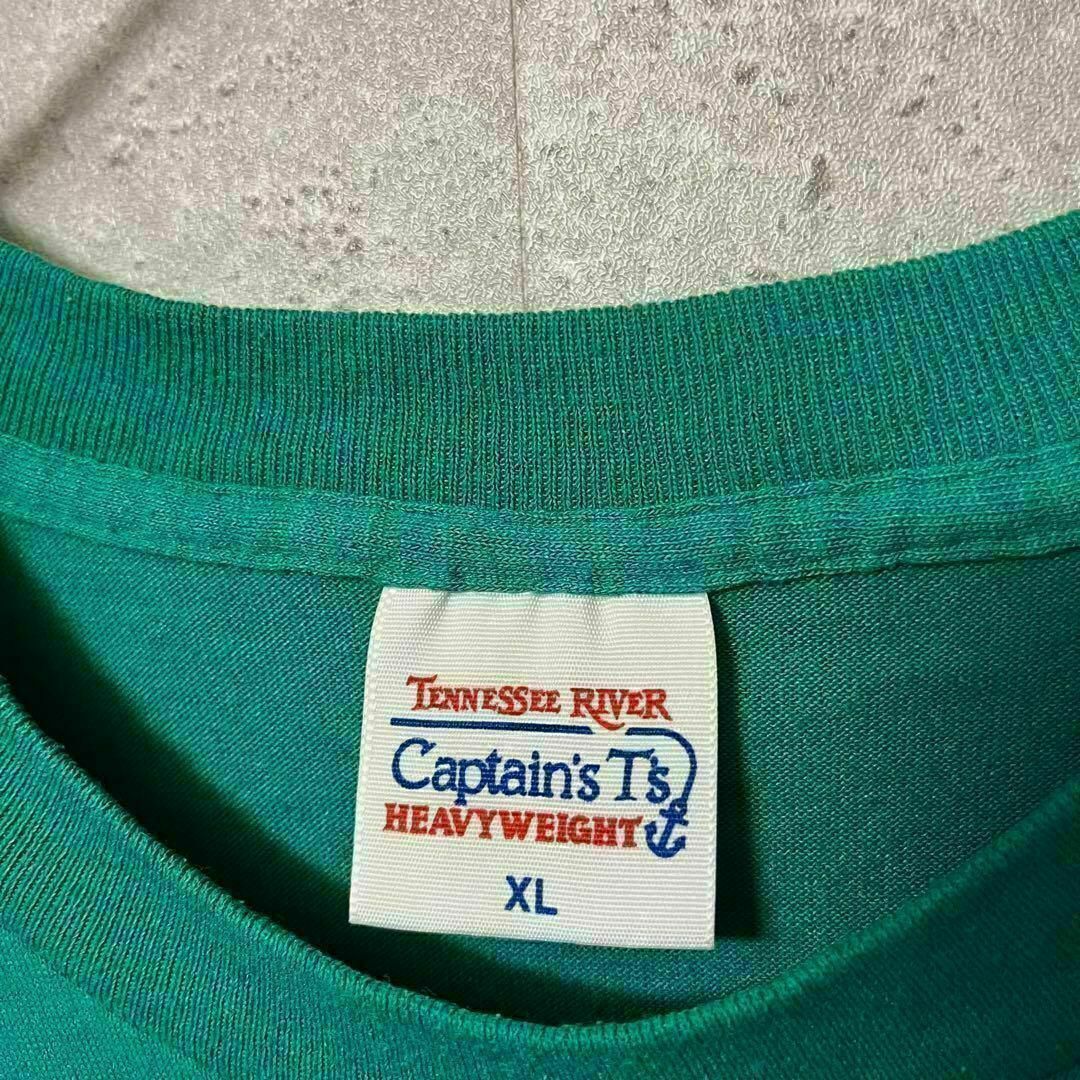 TENNESSEE RIVER
Captain's T's
HEAVYWEIGHT
XL